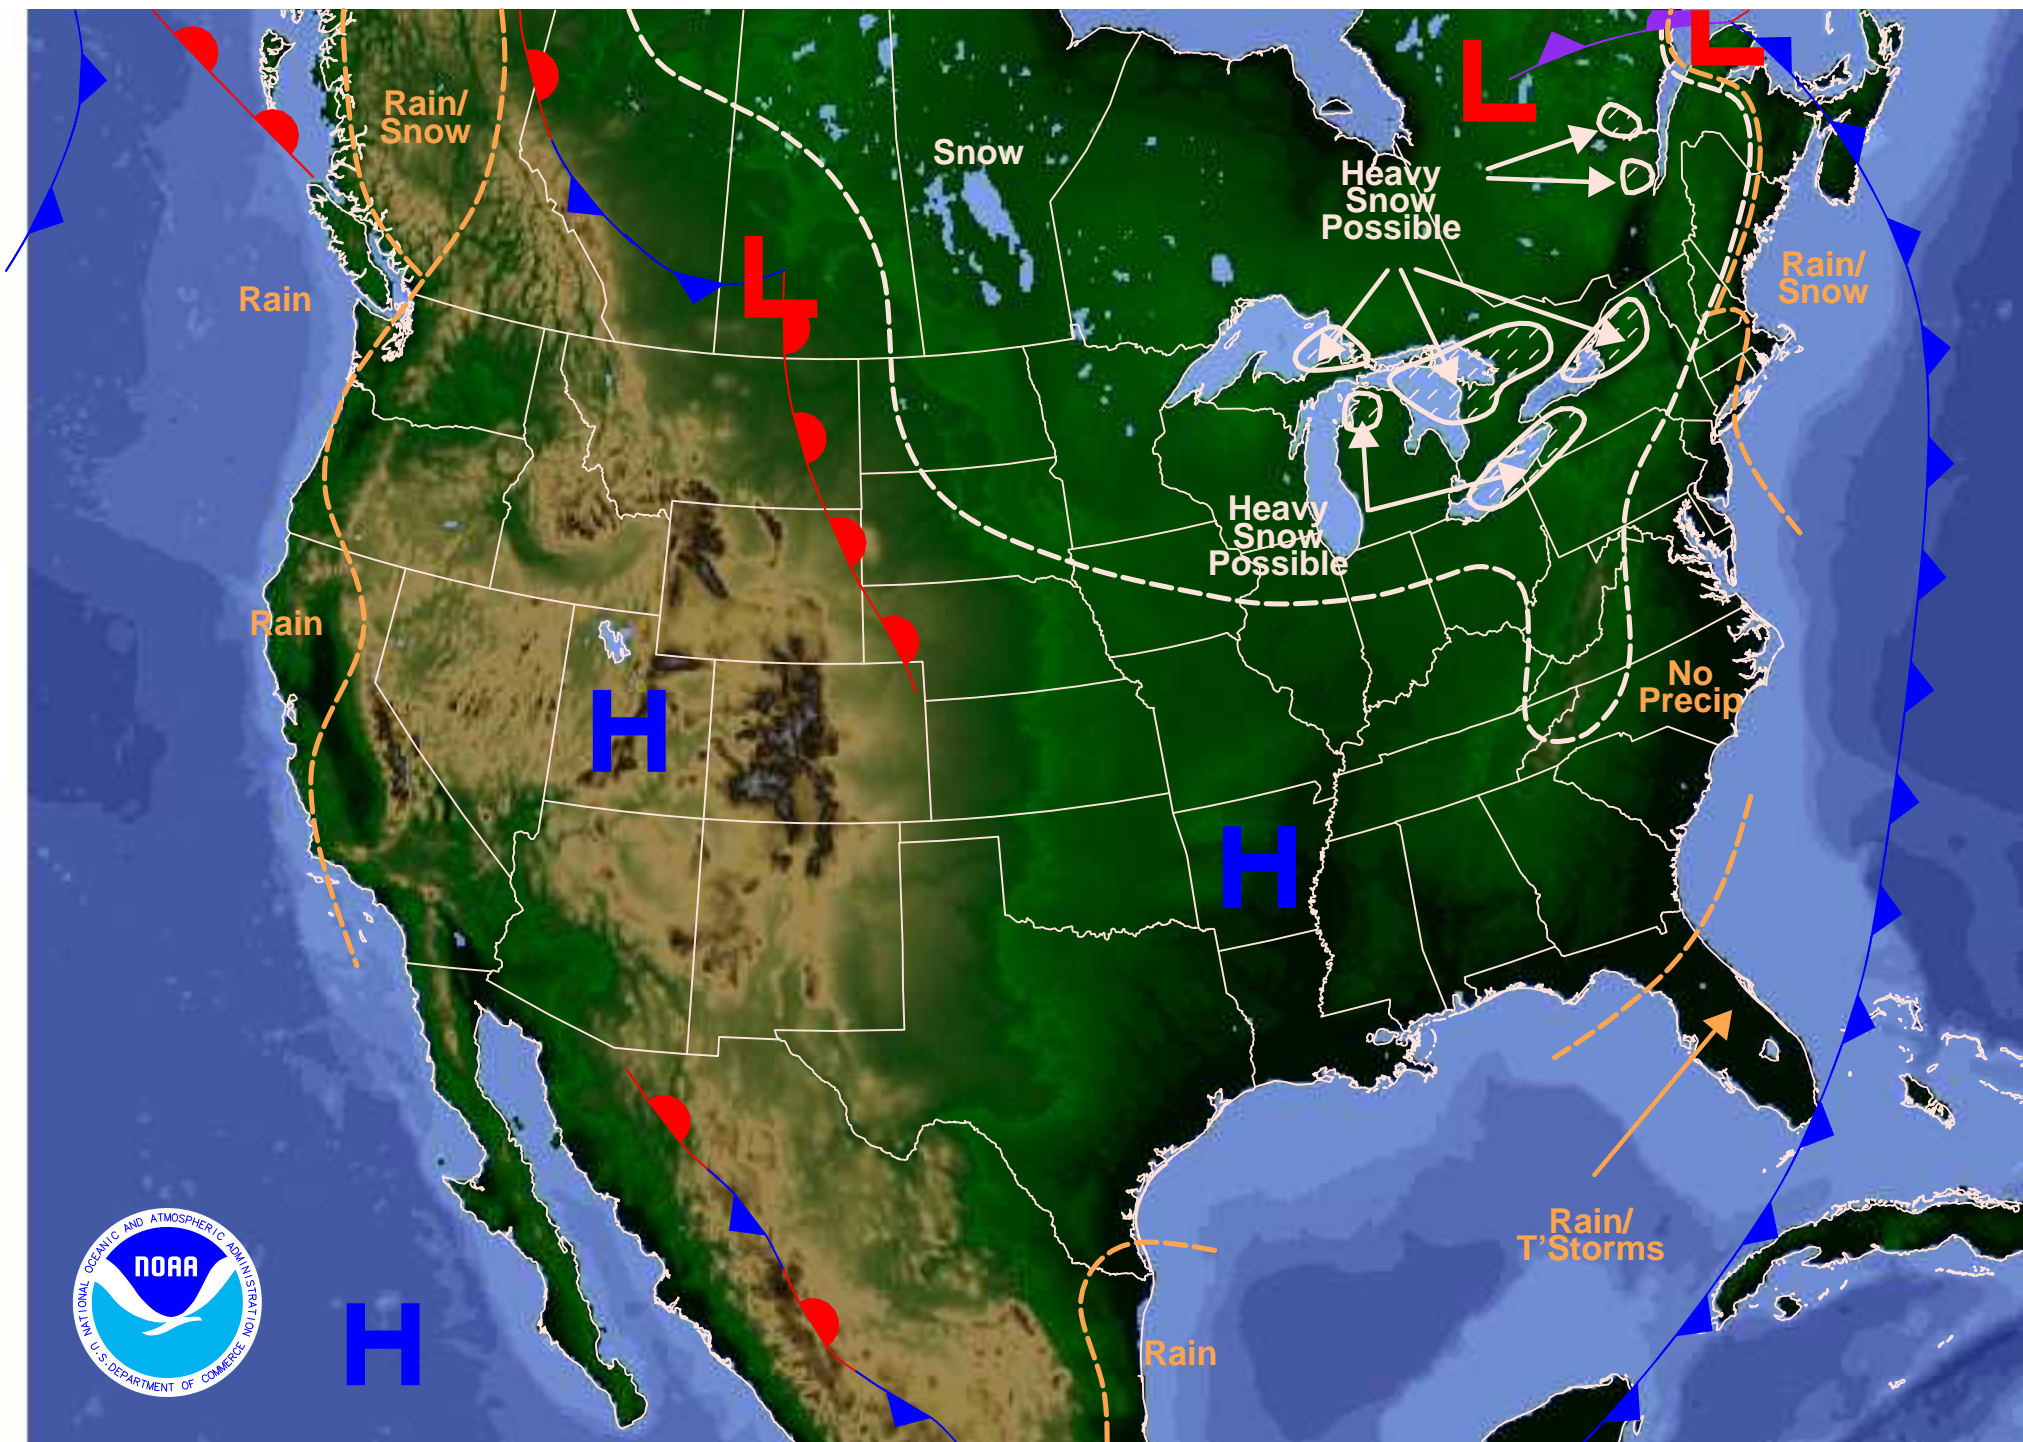 Rain/
Snow
Snow
Heavy
Snow
Possible
Rain
Rain/
Snow
L
L
L
Heavy
Snow
Possible
Rain
No
Precip
H
H
Rain/
T'Storms
H
Rain
NATIONAL OCEANIC AND ATMOSPHERIC ADMINISTRATION
NOAA
U.S. DEPARTMENT OF COMMERCE